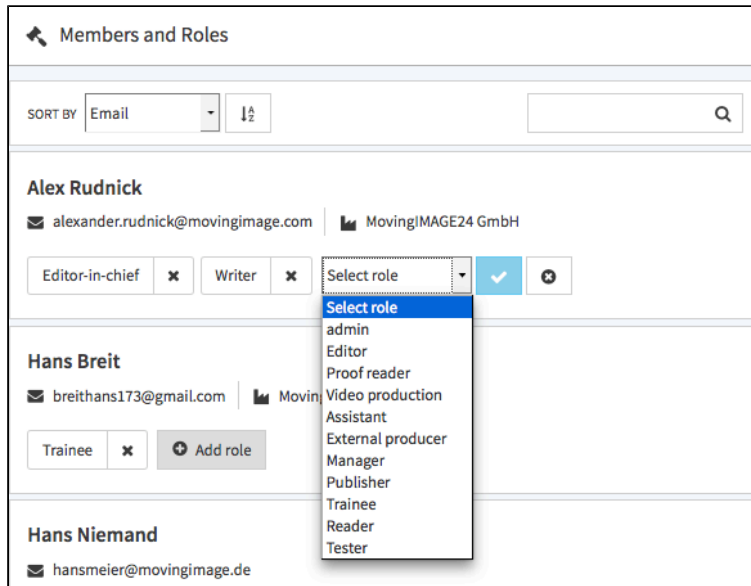 Members and Roles
SORT BY Email
Alex Rudnick
alexander.rudnick@movingimage.com MovingIMAGE24 GmbH
Editor-in-chief Writer Select role
Select role
admin
Editor
Proof reader
Video production
Assistant
External producer
Manager
Publisher
Trainee
Reader
Tester
Hans Breit
breithans173@gmail.com
Trainee Add role
Hans Niemand
hansmeier@movingimage.de